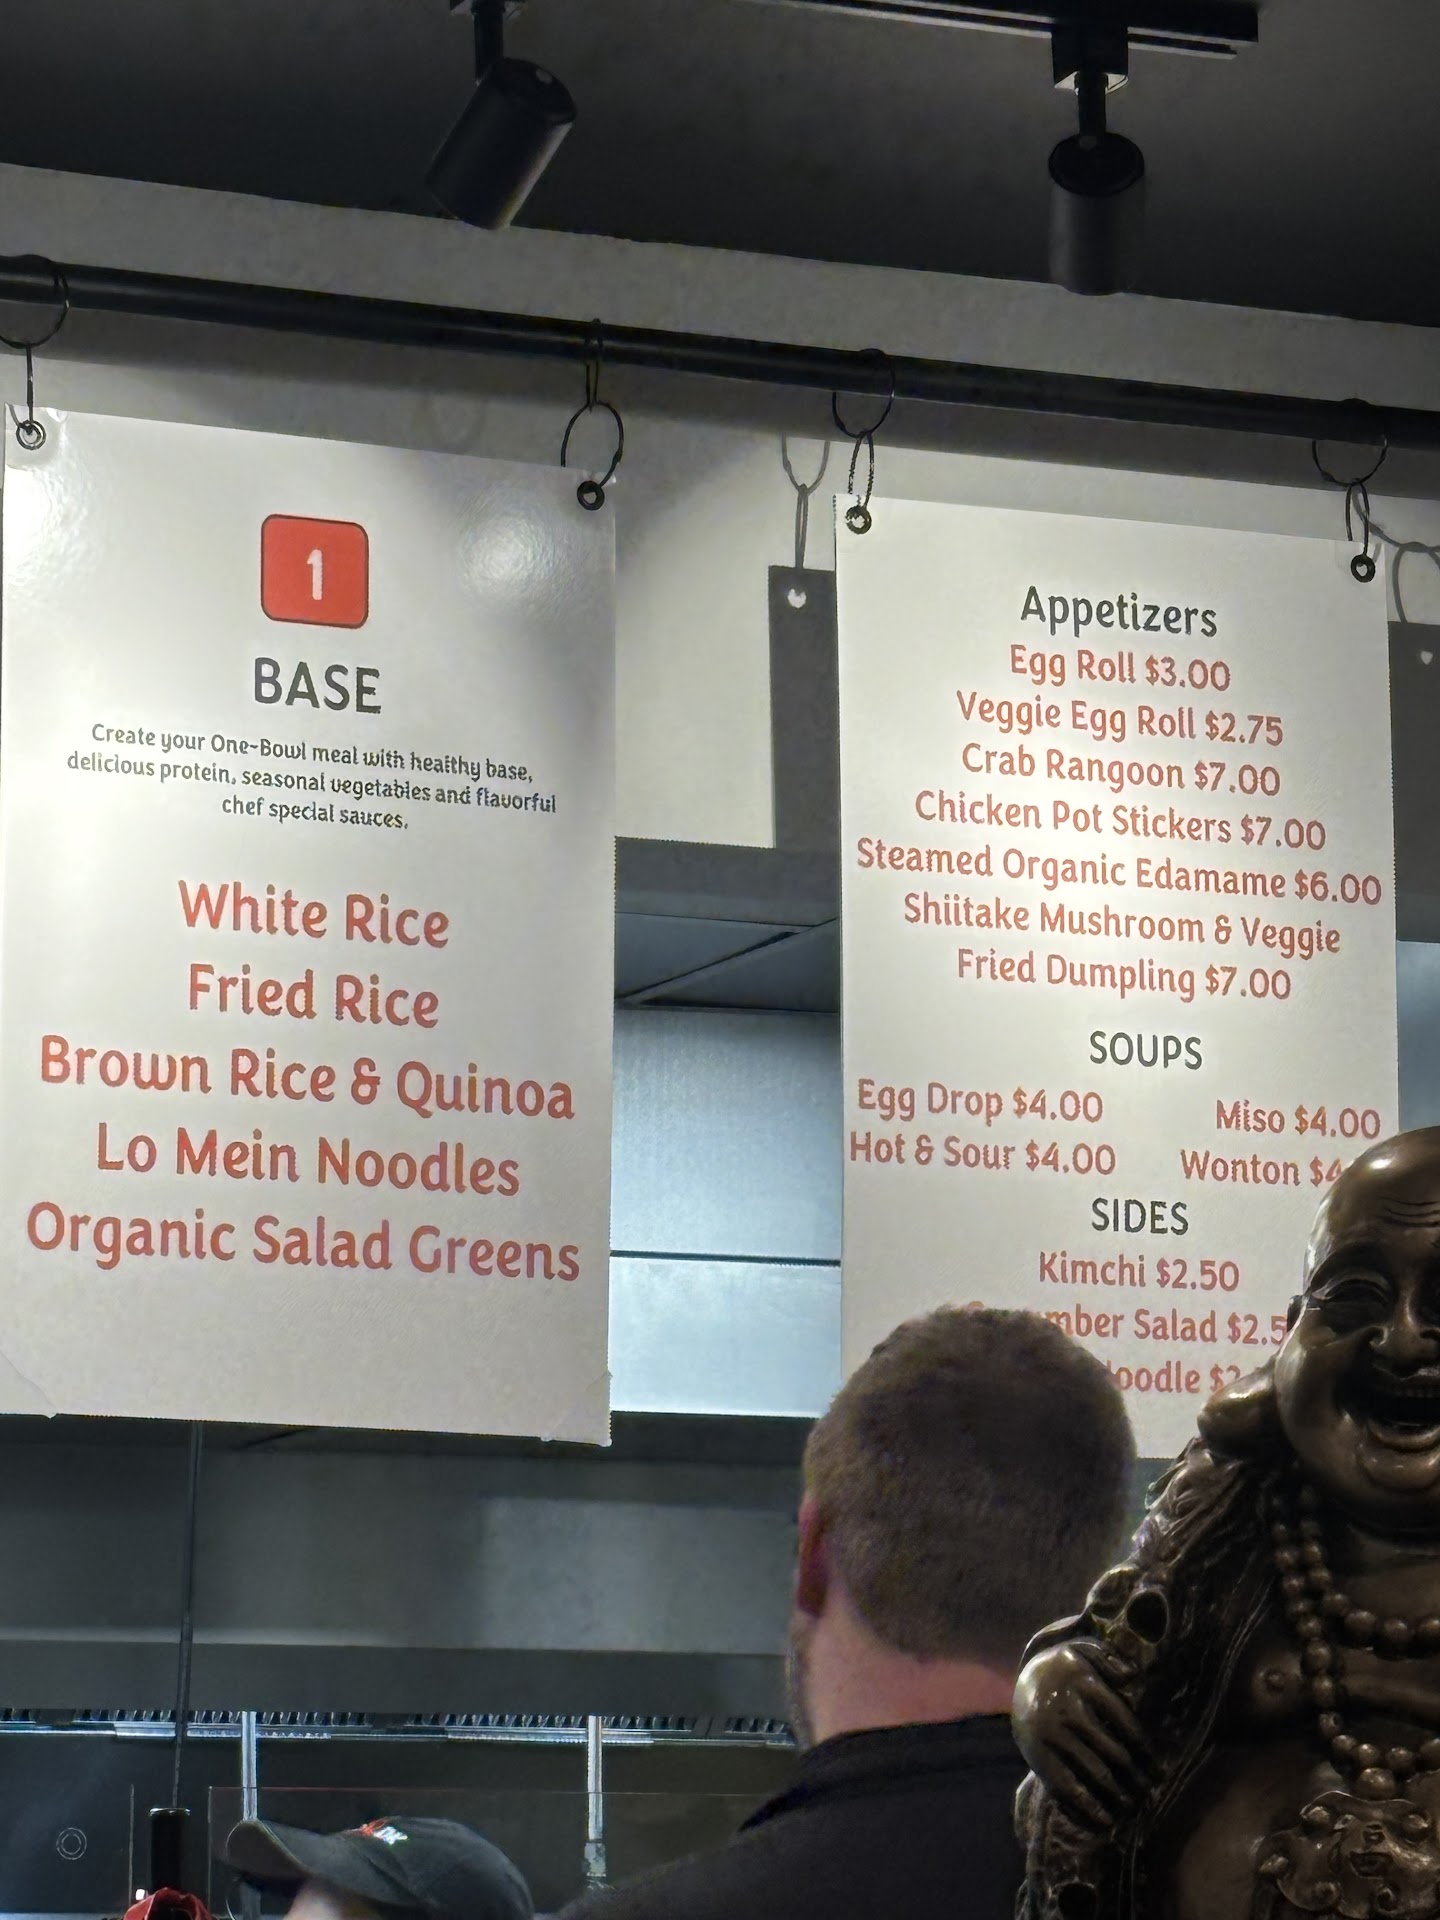 1
BASE
Create your One-Bowl meal with healthy base,
delicious protein, seasonal vegetables and flavorful
chef special sauces.
White Rice
Fried Rice
Brown Rice & Quinoa
Lo Mein Noodles
Organic Salad Greens
Appetizers
Egg Roll $3.00
Veggie Egg Roll $2.75
Crab Rangoon $7.00
Chicken Pot Stickers $7.00
Steamed Organic Edamame $6.00
Shiitake Mushroom & Veggie
Fried Dumpling $7.00
SOUPS
Egg Drop $4.00 Miso $4.00
Hot & Sour $4.00 Wonton $4
SIDES
Kimchi $2.50
Salad $2.5